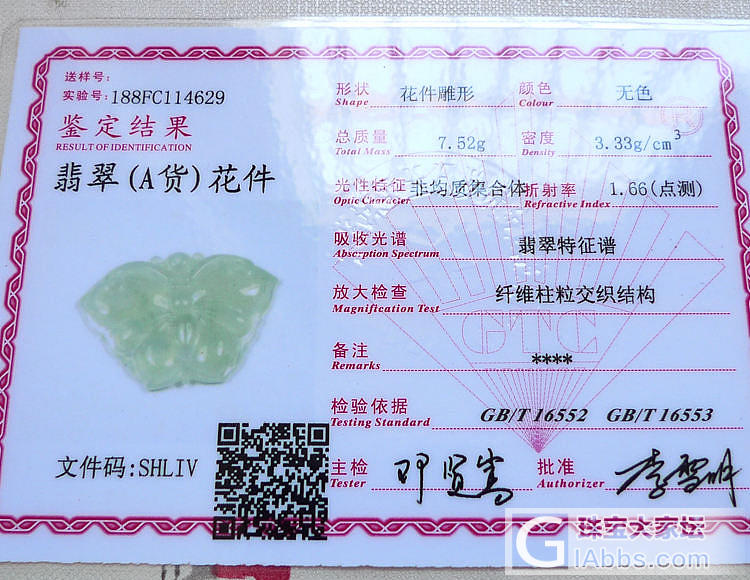 送样号:
实验号: 188FC114629
鉴定结果
RESULT OF IDENTIFICATION
翡翠(A货)花件
文件码:SHLIV
形状 花件雕形 颜色 无色
Shape Colour
总质量 7.52g 密度 3.33g/cm³
Total Mass Density
光性特征 非均质集合体 折射率 1.66(点测)
Optic Character Refractive Index
吸收光谱 翡翠特征谱
Absorption Spectrum
放大检查 纤维柱粒交织结构
Magnification Test
GTC
备注 ****
Remarks
检验依据 GB/T 16552 GB/T 16553
Testing Standard
主检 批准
Tester Authorizer
珠宝大家坛
GIAbbs.com